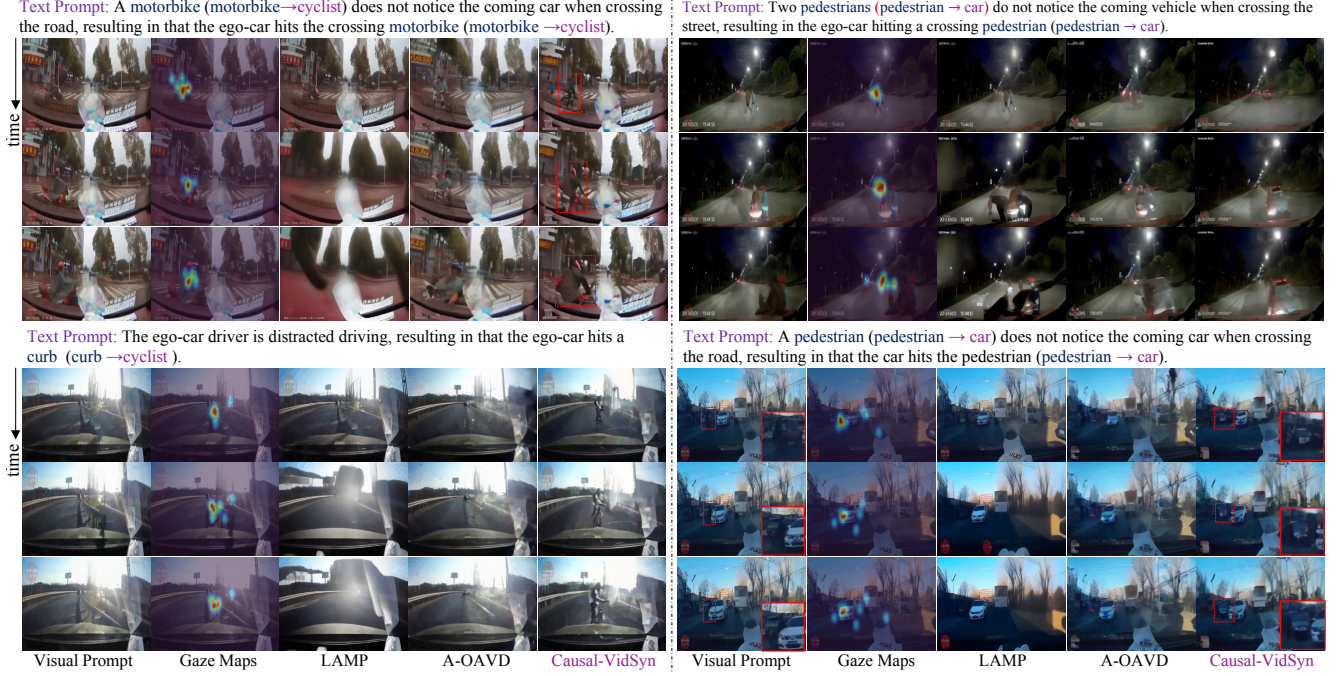 Text Prompt: A motorbike (motorbike→cyclist) does not notice the coming car when crossing
the road, resulting in that the ego-car hits the crossing motorbike (motorbike →cyclist).
Text Prompt: Two pedestrians (pedestrian → car) do not notice the coming vehicle when crossing the
street, resulting in the ego-car hitting a crossing pedestrian (pedestrian → car).
time
Text Prompt: The ego-car driver is distracted driving, resulting in that the ego-car hits a
curb (curb →cyclist ).
Text Prompt: A pedestrian (pedestrian → car) does not notice the coming car when crossing
the road, resulting in that the car hits the pedestrian (pedestrian → car).
time
Visual Prompt Gaze Maps LAMP A-OAVD Causal-VidSyn
Visual Prompt Gaze Maps LAMP A-OAVD Causal-VidSyn